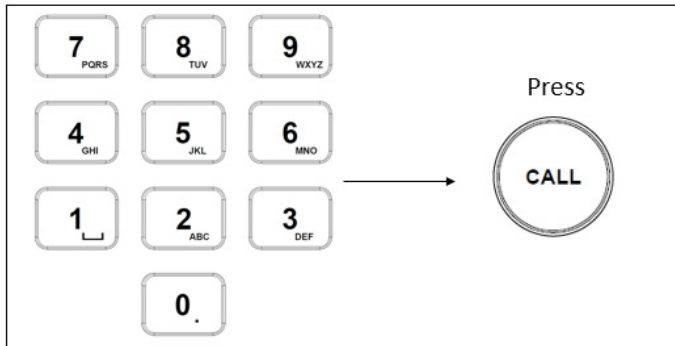 7 PQRS 8 TUV 9 WXYZ
Press
4 GHI 5 JKL 6 MNO
CALL
1 ⎵ 2 ABC 3 DEF
0 .